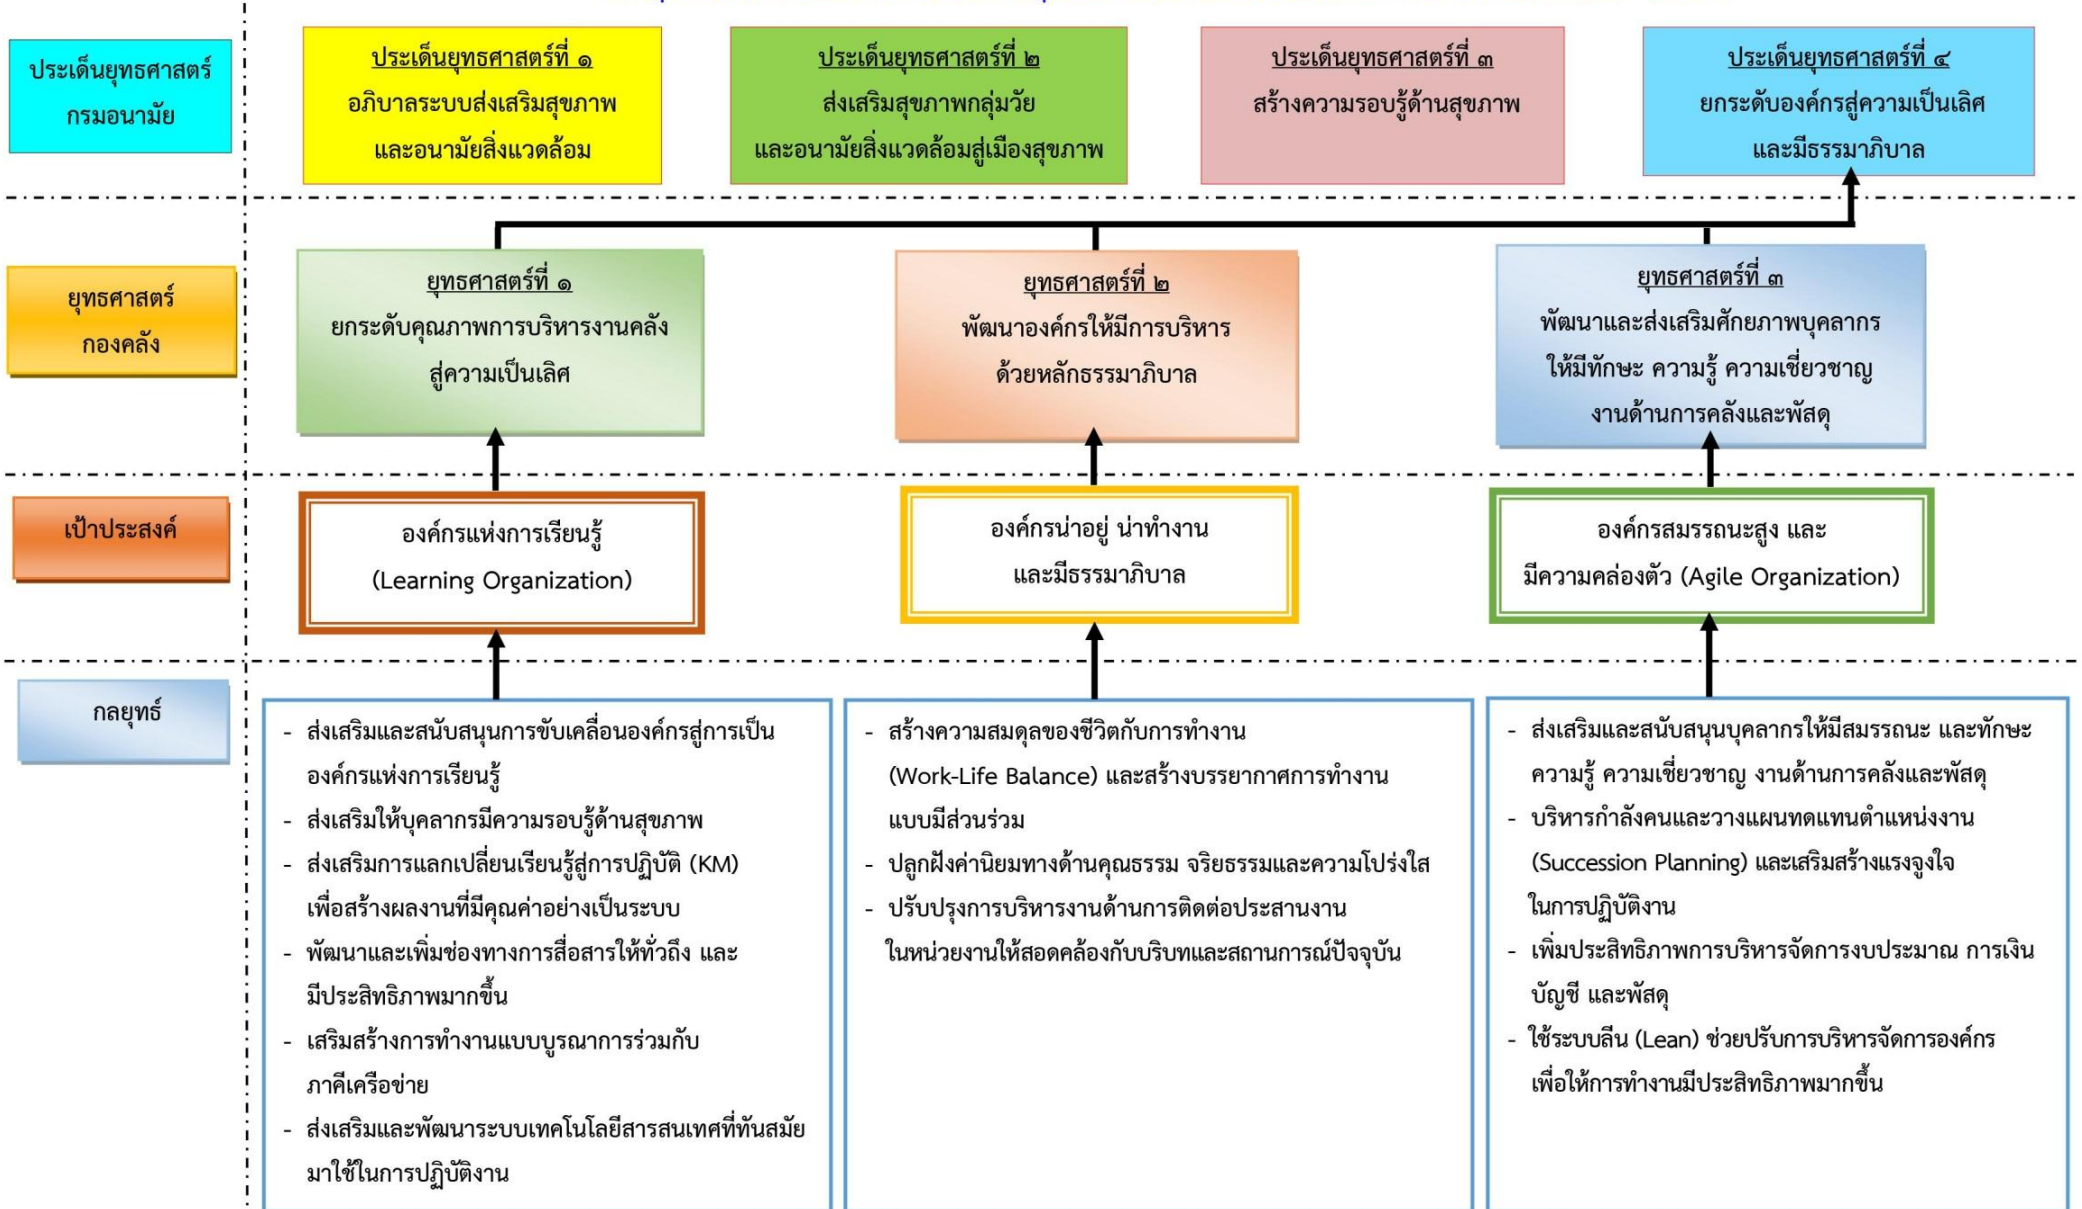 ประเด็นยุทธศาสตร์
กรมอนามัย
ประเด็นยุทธศาสตร์ที่ ๑
อภิบาลระบบส่งเสริมสุขภาพ
และอนามัยสิ่งแวดล้อม
ประเด็นยุทธศาสตร์ที่ ๒
ส่งเสริมสุขภาพกลุ่มวัย
และอนามัยสิ่งแวดล้อมสู่เมืองสุขภาพ
ประเด็นยุทธศาสตร์ที่ ๓
สร้างความรอบรู้ด้านสุขภาพ
ประเด็นยุทธศาสตร์ที่ ๔
ยกระดับองค์กรสู่ความเป็นเลิศ
และมีธรรมาภิบาล
ยุทธศาสตร์
กองคลัง
ยุทธศาสตร์ที่ ๑
ยกระดับคุณภาพการบริหารงานคลัง
สู่ความเป็นเลิศ
ยุทธศาสตร์ที่ ๒
พัฒนาองค์กรให้มีการบริหาร
ด้วยหลักธรรมาภิบาล
ยุทธศาสตร์ที่ ๓
พัฒนาและส่งเสริมศักยภาพบุคลากร
ให้มีทักษะ ความรู้ ความเชี่ยวชาญ
งานด้านการคลังและพัสดุ
เป้าประสงค์
องค์กรแห่งการเรียนรู้
(Learning Organization)
องค์กรน่าอยู่ น่าทำงาน
และมีธรรมาภิบาล
องค์กรสมรรถนะสูง และ
มีความคล่องตัว (Agile Organization)
กลยุทธ์
- ส่งเสริมและสนับสนุนการขับเคลื่อนองค์กรสู่การเป็น
องค์กรแห่งการเรียนรู้
- ส่งเสริมให้บุคลากรมีความรอบรู้ด้านสุขภาพ
- ส่งเสริมการแลกเปลี่ยนเรียนรู้สู่การปฏิบัติ (KM)
เพื่อสร้างผลงานที่มีคุณค่าอย่างเป็นระบบ
- พัฒนาและเพิ่มช่องทางการสื่อสารให้ทั่วถึง และ
มีประสิทธิภาพมากขึ้น
- เสริมสร้างการทำงานแบบบูรณาการร่วมกับ
ภาคีเครือข่าย
- ส่งเสริมและพัฒนาระบบเทคโนโลยีสารสนเทศที่ทันสมัย
มาใช้ในการปฏิบัติงาน
- สร้างความสมดุลของชีวิตกับการทำงาน
(Work-Life Balance) และสร้างบรรยากาศการทำงาน
แบบมีส่วนร่วม
- ปลูกฝังค่านิยมทางด้านคุณธรรม จริยธรรมและความโปร่งใส
- ปรับปรุงการบริหารงานด้านการติดต่อประสานงาน
ในหน่วยงานให้สอดคล้องกับบริบทและสถานการณ์ปัจจุบัน
- ส่งเสริมและสนับสนุนบุคลากรให้มีสมรรถนะ และทักษะ
ความรู้ ความเชี่ยวชาญ งานด้านการคลังและพัสดุ
- บริหารกำลังคนและวางแผนทดแทนตำแหน่งงาน
(Succession Planning) และเสริมสร้างแรงจูงใจ
ในการปฏิบัติงาน
- เพิ่มประสิทธิภาพการบริหารจัดการงบประมาณ การเงิน
บัญชี และพัสดุ
- ใช้ระบบลีน (Lean) ช่วยปรับการบริหารจัดการองค์กร
เพื่อให้การทำงานมีประสิทธิภาพมากขึ้น